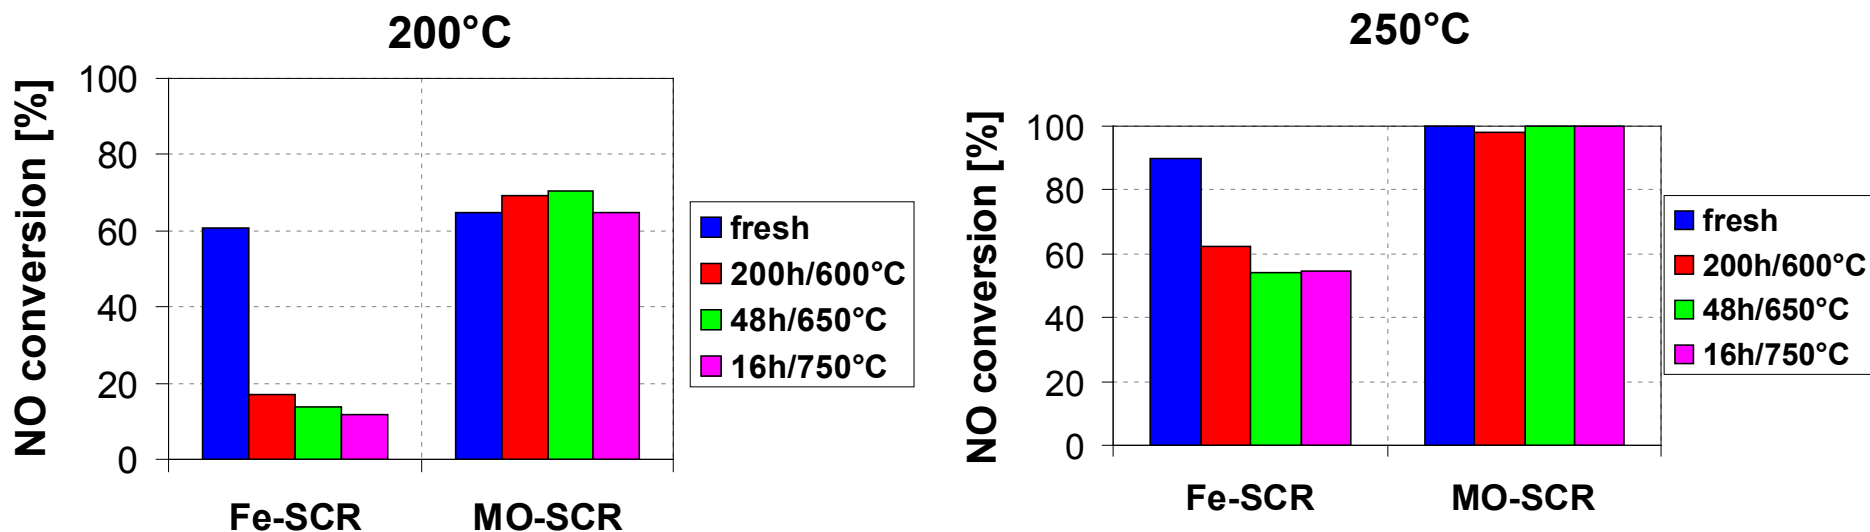 200°C
NO conversion [%]
100
80
60
40
20
0
Fe-SCR MO-SCR
fresh
200h/600°C
48h/650°C
16h/750°C
250°C
NO conversion [%]
100
80
60
40
20
0
Fe-SCR MO-SCR
fresh
200h/600°C
48h/650°C
16h/750°C